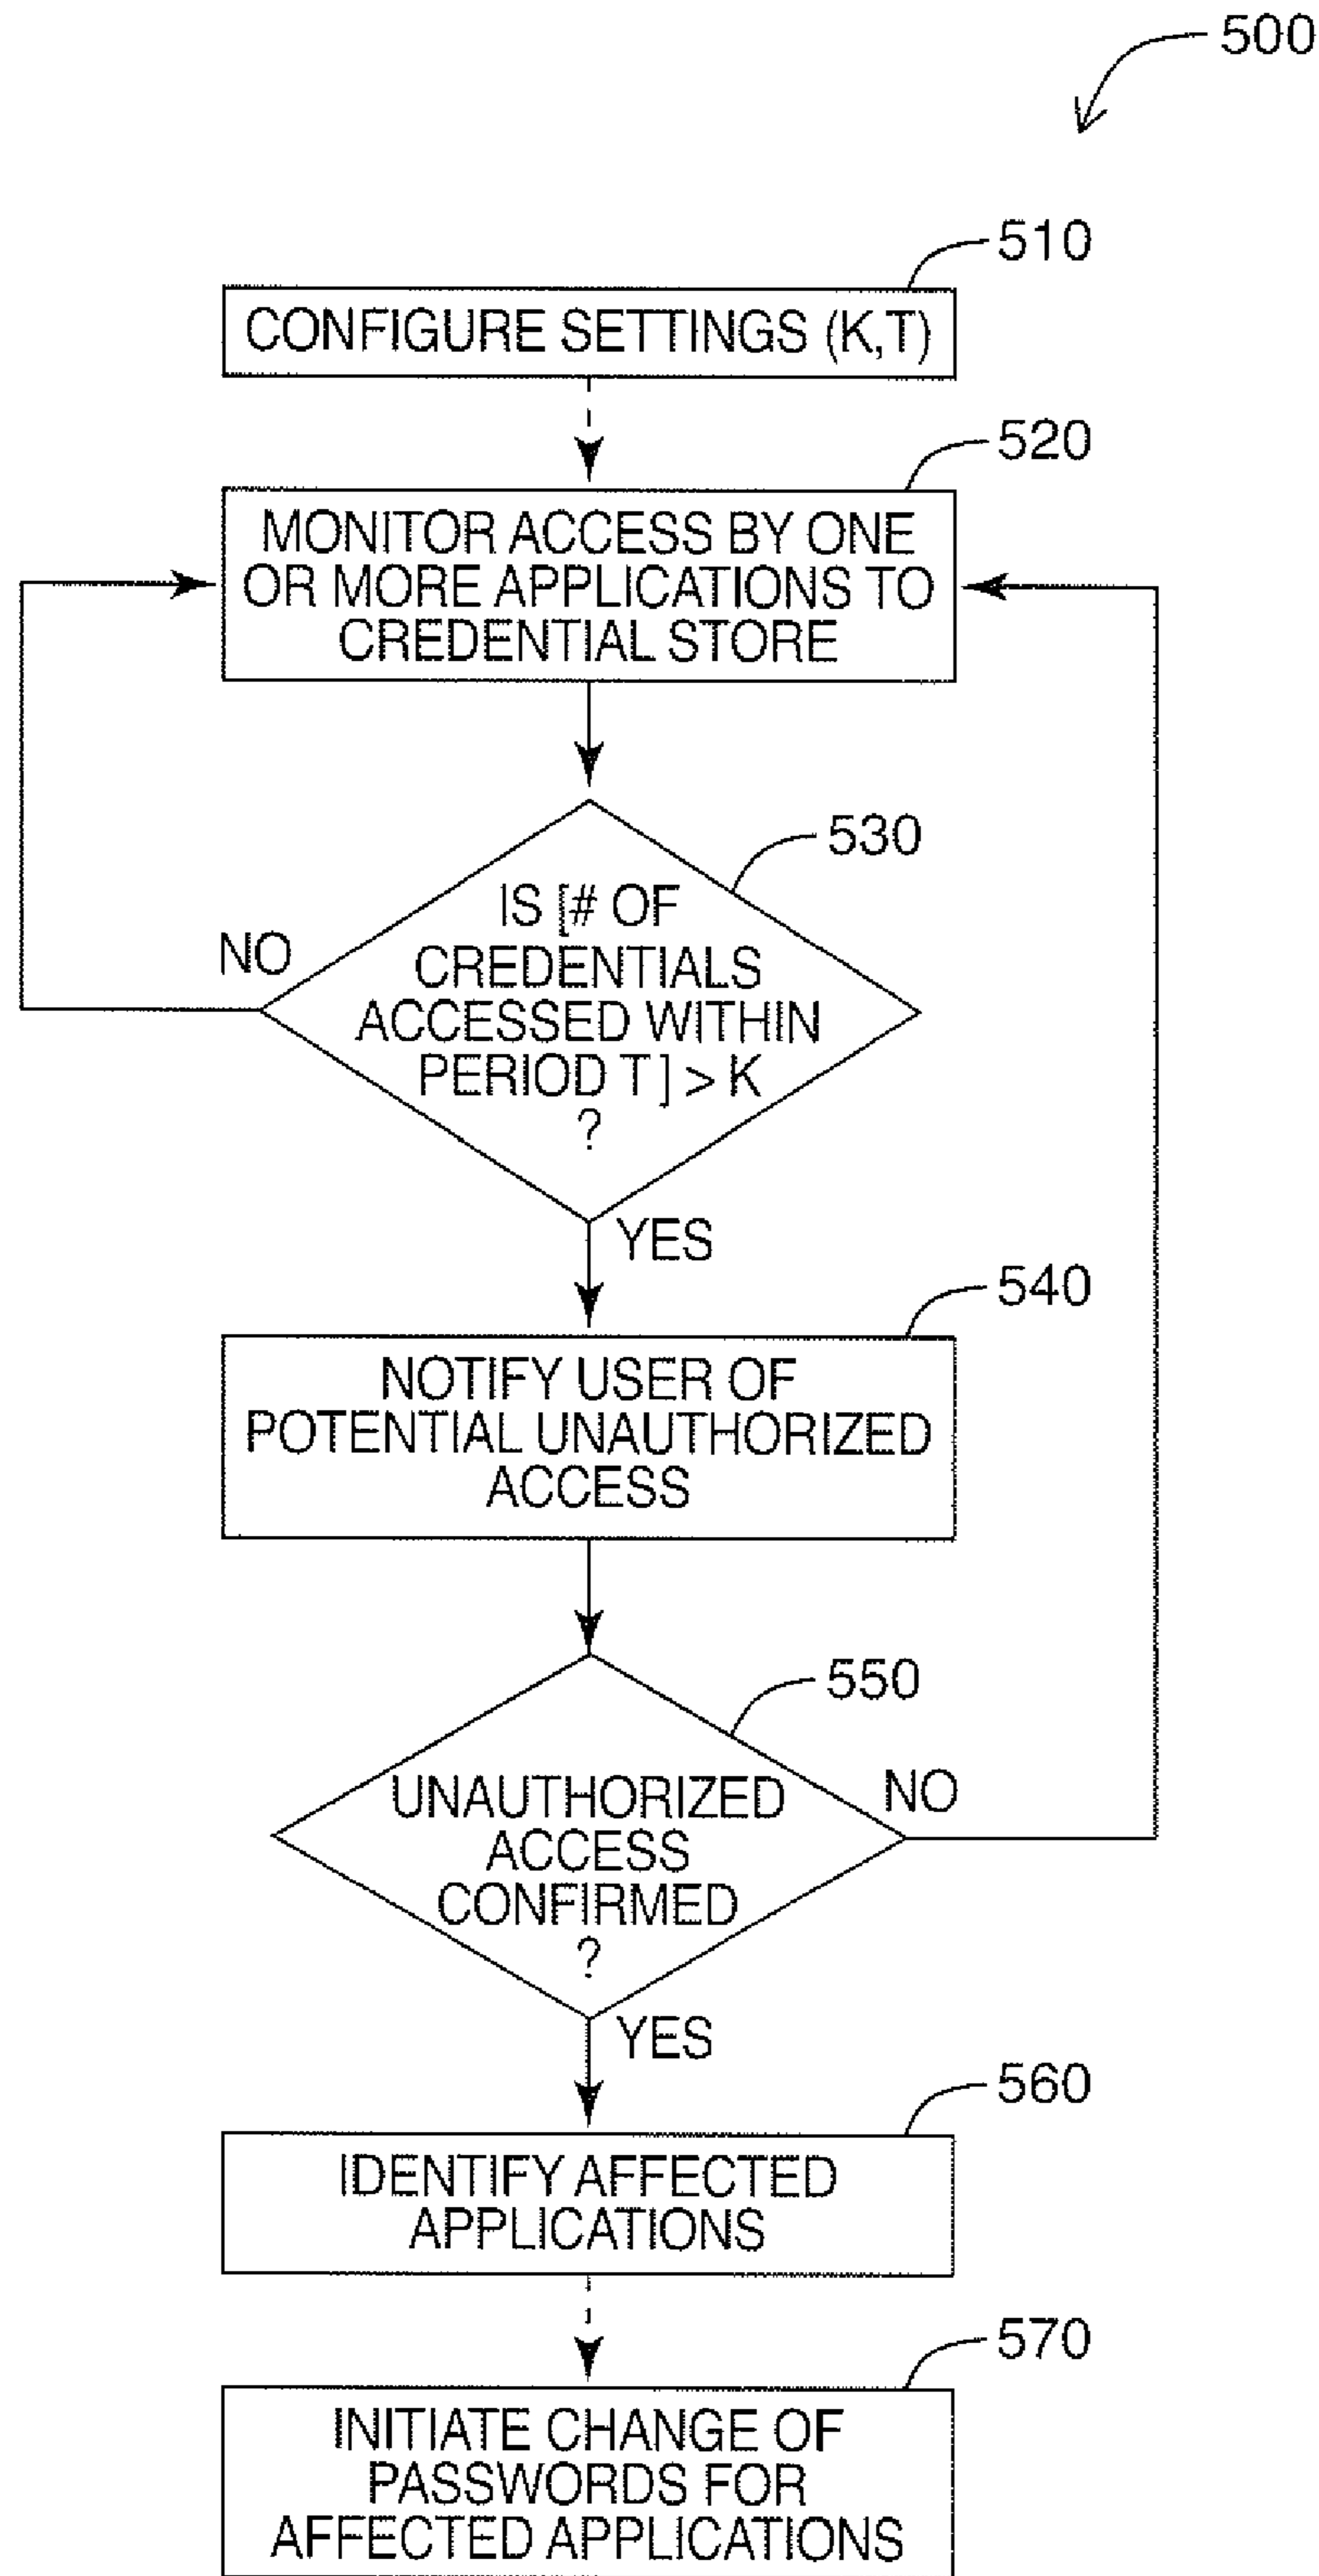 500
510
CONFIGURE SETTINGS (K,T)
520
MONITOR ACCESS BY ONE
OR MORE APPLICATIONS TO
CREDENTIAL STORE
530
IS [# OF
CREDENTIALS
ACCESSED WITHIN
PERIOD T ] > K
?
NO
YES
540
NOTIFY USER OF
POTENTIAL UNAUTHORIZED
ACCESS
550
UNAUTHORIZED
ACCESS
CONFIRMED
?
NO
YES
560
IDENTIFY AFFECTED
APPLICATIONS
570
INITIATE CHANGE OF
PASSWORDS FOR
AFFECTED APPLICATIONS